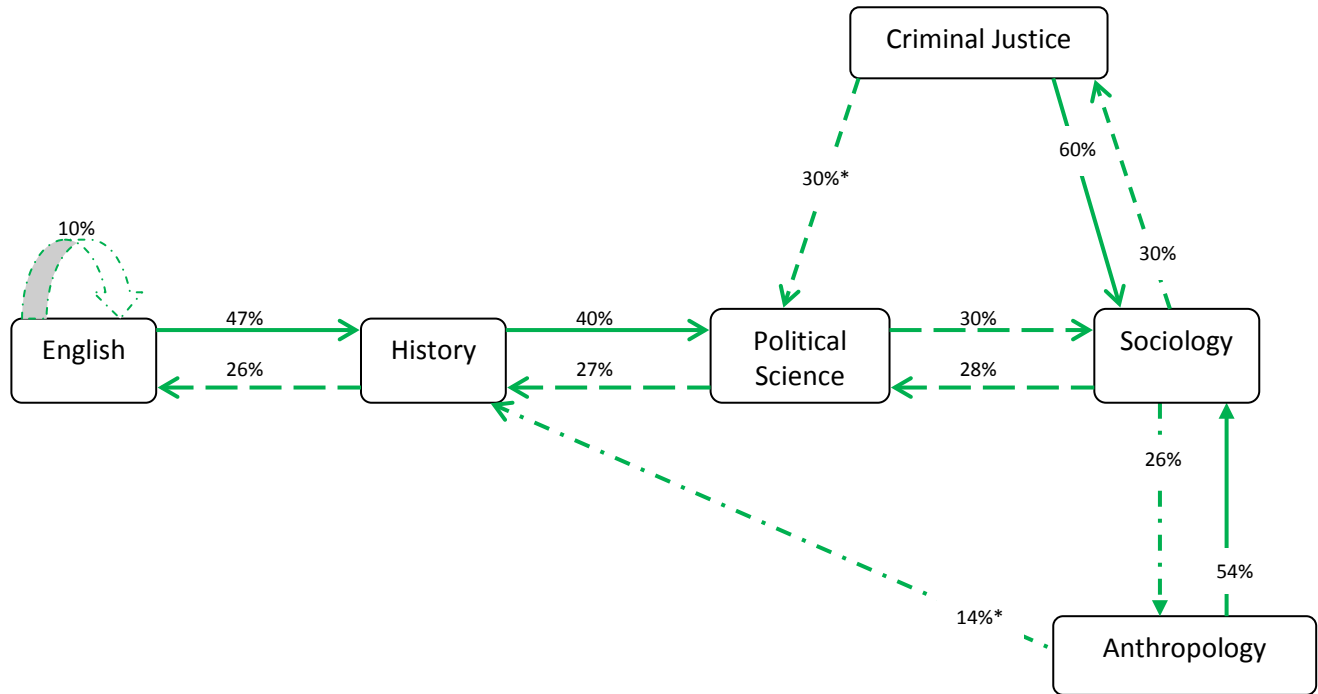 Criminal Justice
60%
30%*
10%
30%
47%
40%
30%
English
History
Political
Science
Sociology
26%
27%
28%
26%
54%
14%*
Anthropology